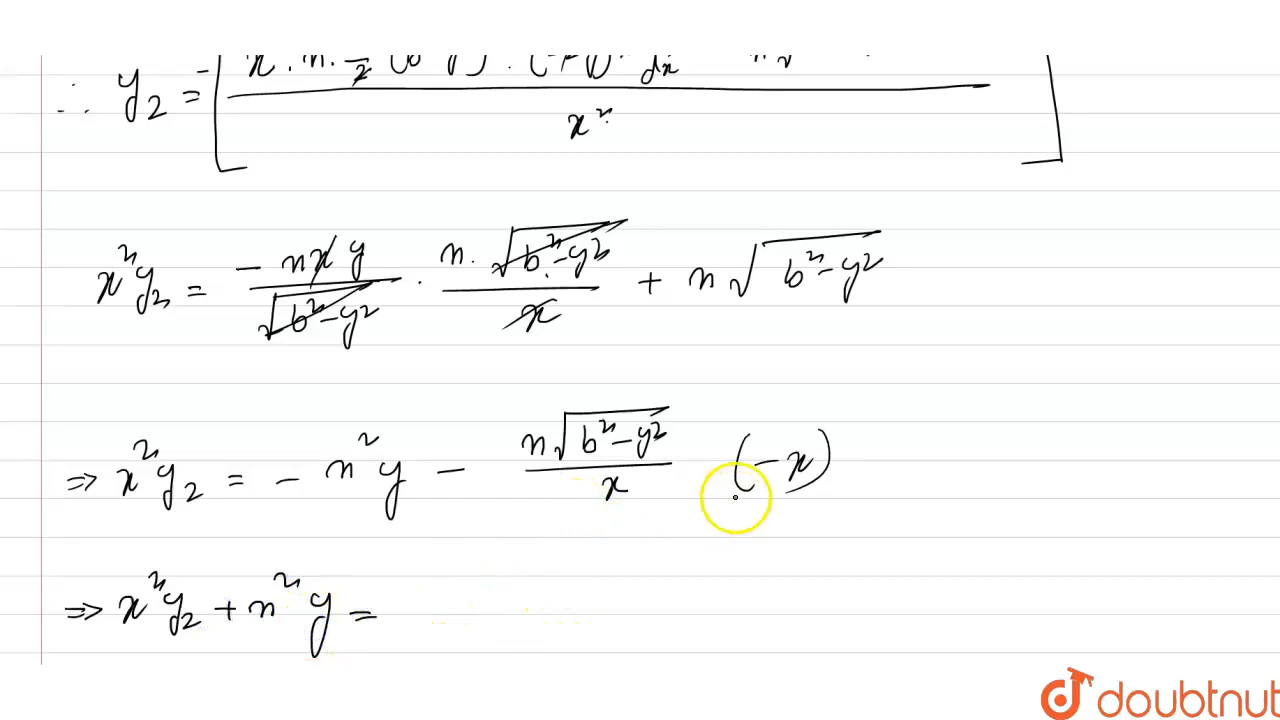 ∴ y₂ = -[
x²
x²y₂ = (- nxy)/√(b²-y²) · (n·√(b²-y²))/x + n√(b²-y²)
⇒ x²y₂ = - n²y - (n√(b²-y²))/x (-x)
⇒ x²y₂ + n²y =
doubtnut